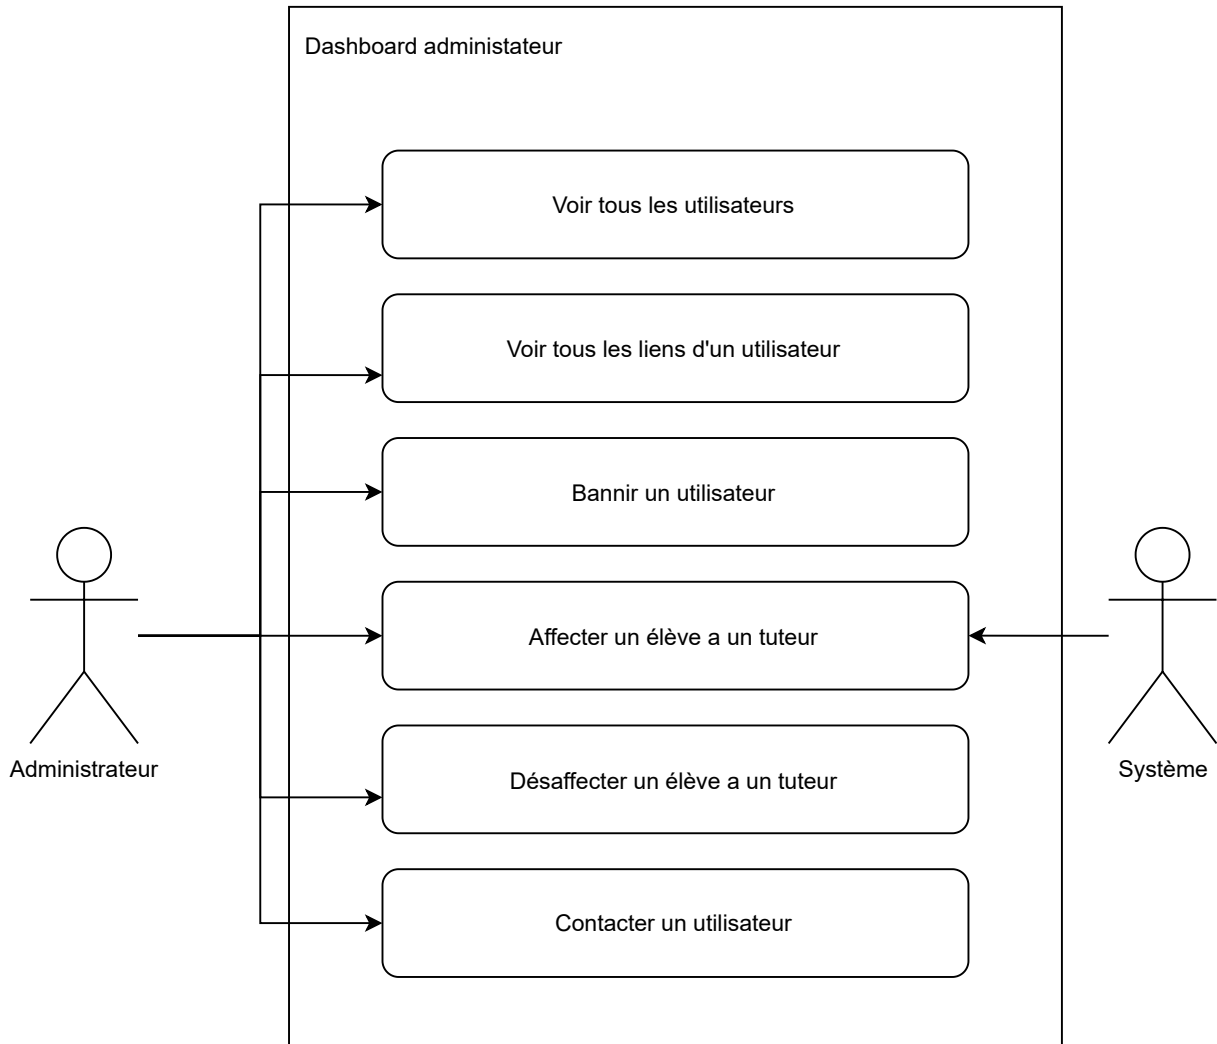 Dashboard administateur
Voir tous les utilisateurs
Voir tous les liens d'un utilisateur
Bannir un utilisateur
Affecter un élève a un tuteur
Désaffecter un élève a un tuteur
Contacter un utilisateur
Administrateur
Système